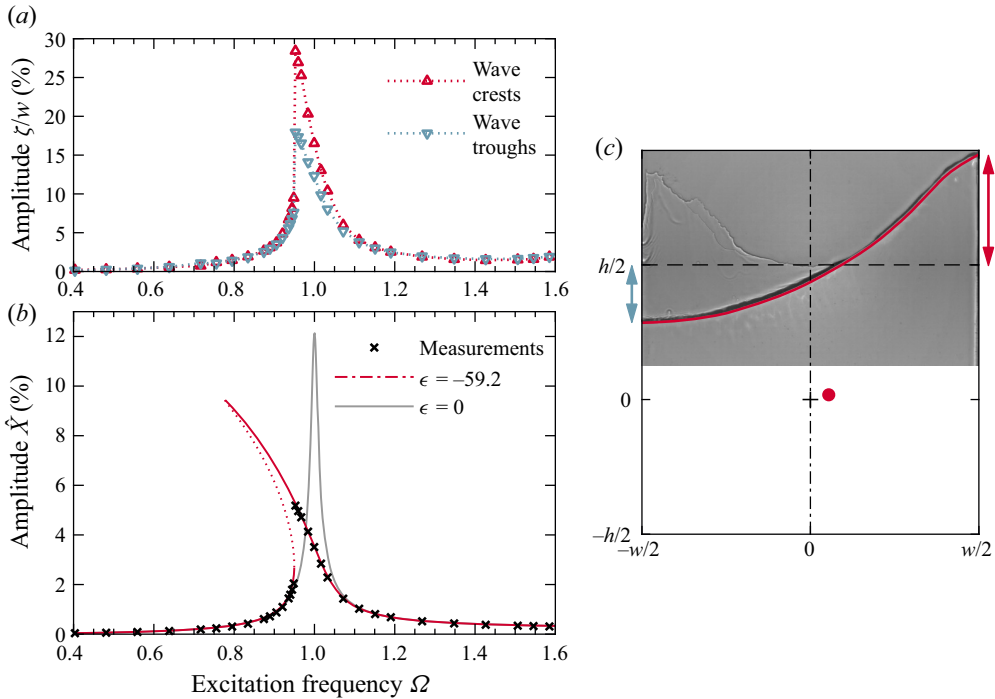 (a)
30
25
20
15
10
5
0
Amplitude ζ/w (%)
Wave
crests
Wave
troughs
0.4 0.6 0.8 1.0 1.2 1.4 1.6
(b)
12
10
8
6
4
2
0
Amplitude X̂ (%)
Measurements
ϵ = –59.2
ϵ = 0
0.4 0.6 0.8 1.0 1.2 1.4 1.6
Excitation frequency Ω
(c)
h/2
0
–h/2
–w/2 0 w/2